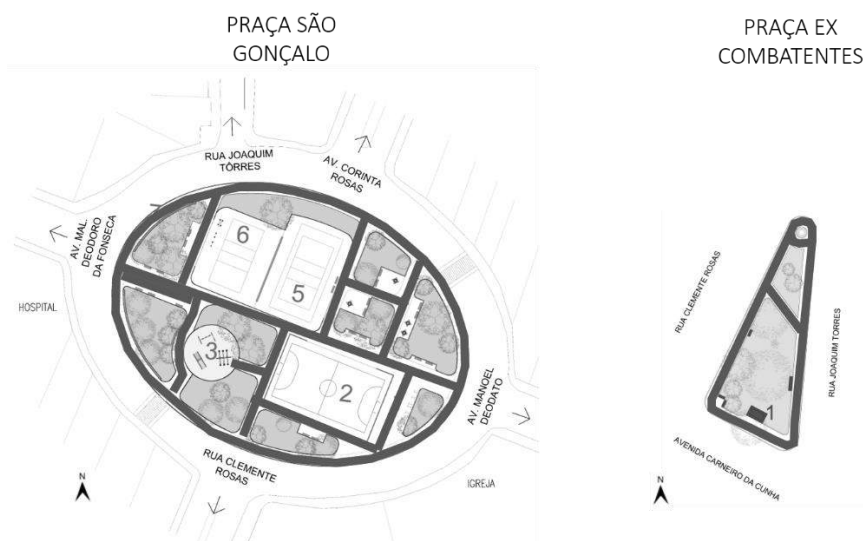 PRAÇA SÃO
GONÇALO
PRAÇA EX
COMBATENTES
RUA JOAQUIM
TÔRRES
AV. CORINTA
ROSAS
AV. MAL.
DEODORO
DA FONSECA
6
5
HOSPITAL
3
2
AV. MANOEL
DEODATO
RUA CLEMENTE
ROSAS
IGREJA
N
RUA CLEMENTE ROSAS
RUA JOAQUIM TORRES
1
AVENIDA CARNEIRO DA CUNHA
N